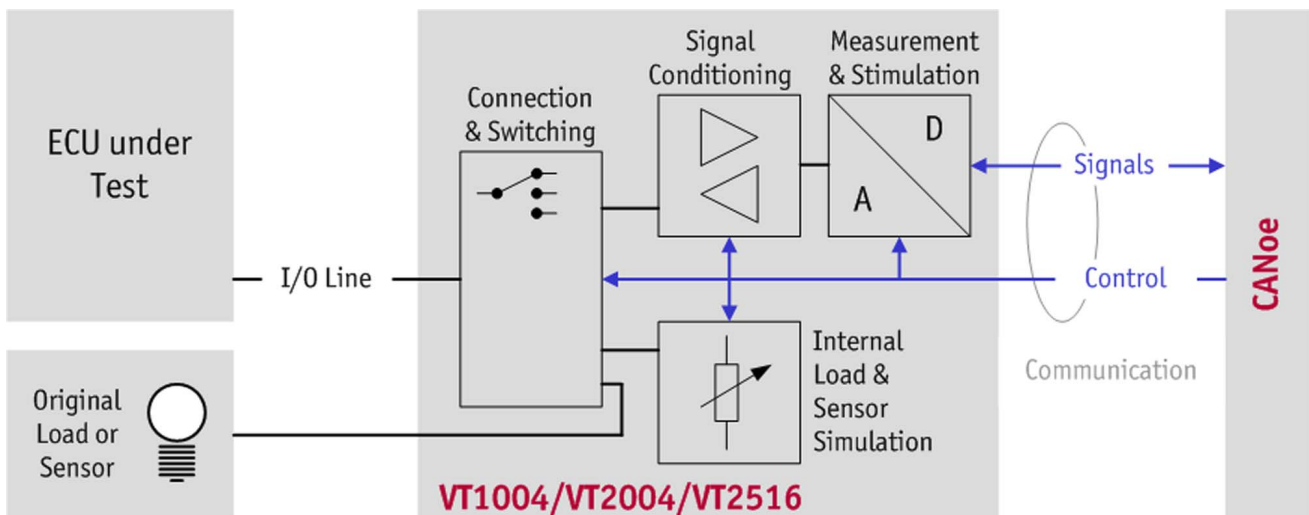 ECU under
Test
I/O Line
Original
Load or
Sensor
Connection
& Switching
Signal
Conditioning
Measurement
& Stimulation
D
A
Internal
Load &
Sensor
Simulation
VT1004/VT2004/VT2516
Signals
Control
Communication
CANoe